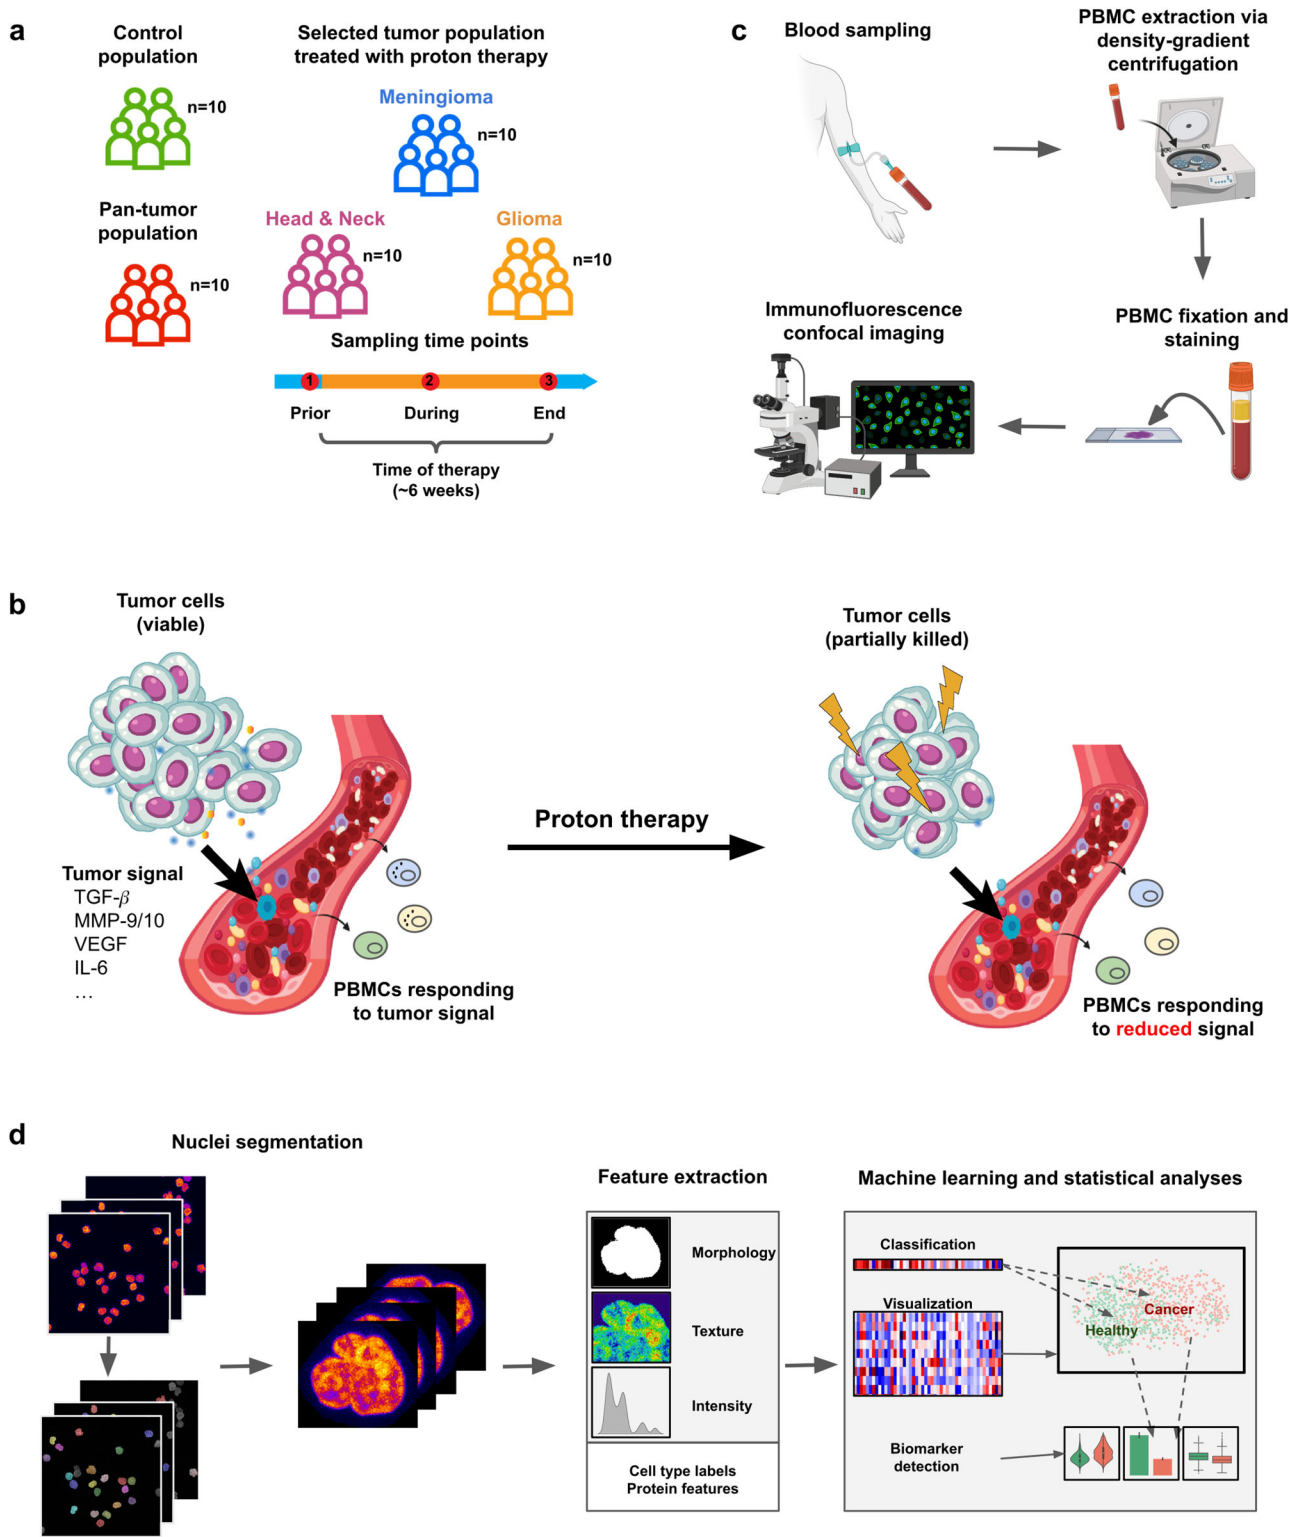 a
Control
population
n=10
Pan-tumor
population
n=10
Selected tumor population
treated with proton therapy
Meningioma
n=10
Head & Neck
n=10
Glioma
n=10
Sampling time points
1
2
3
Prior
During
End
Time of therapy
(~6 weeks)
c
Blood sampling
PBMC extraction via
density-gradient
centrifugation
PBMC fixation and
staining
Immunofluorescence
confocal imaging
b
Tumor cells
(viable)
Tumor signal
TGF-β
MMP-9/10
VEGF
IL-6
...
PBMCs responding
to tumor signal
Proton therapy
Tumor cells
(partially killed)
PBMCs responding
to reduced signal
d
Nuclei segmentation
Feature extraction
Morphology
Texture
Intensity
Cell type labels
Protein features
Machine learning and statistical analyses
Classification
Visualization
Cancer
Healthy
Biomarker
detection